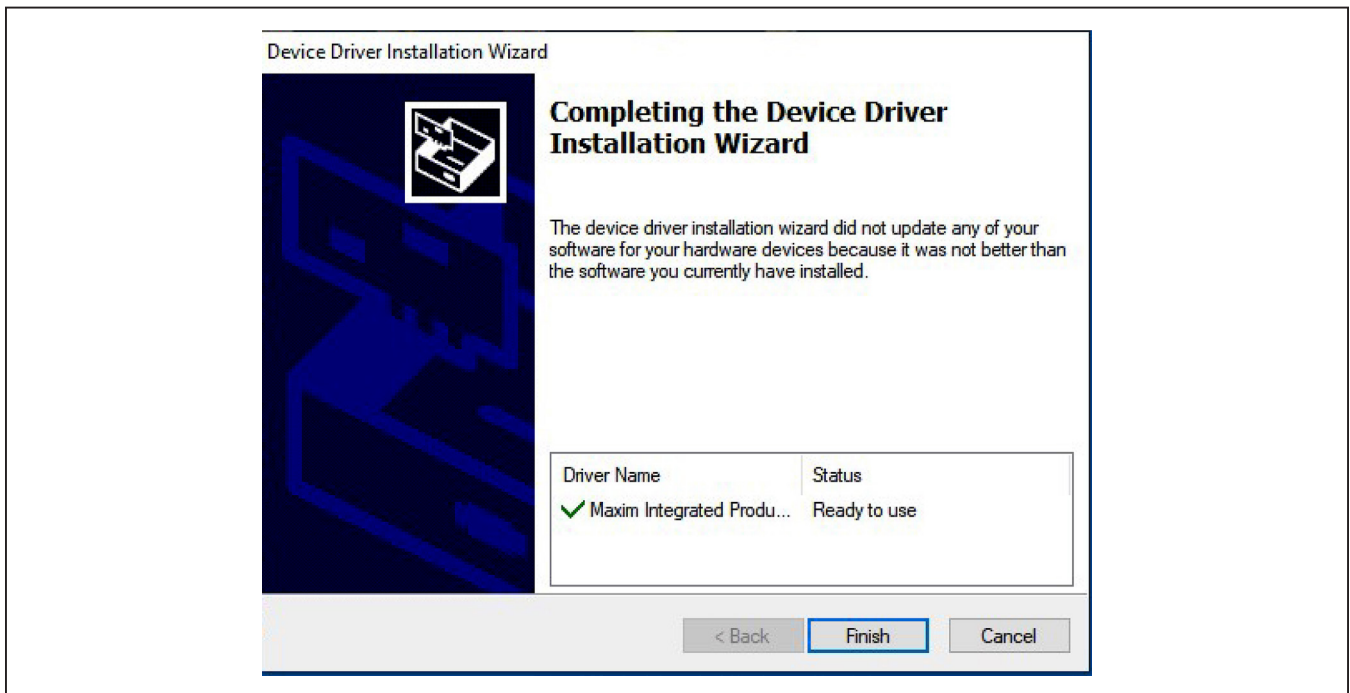 Device Driver Installation Wizard
Completing the Device Driver
Installation Wizard
The device driver installation wizard did not update any of your
software for your hardware devices because it was not better than
the software you currently have installed.
Driver Name Status
Maxim Integrated Produ... Ready to use
< Back Finish Cancel